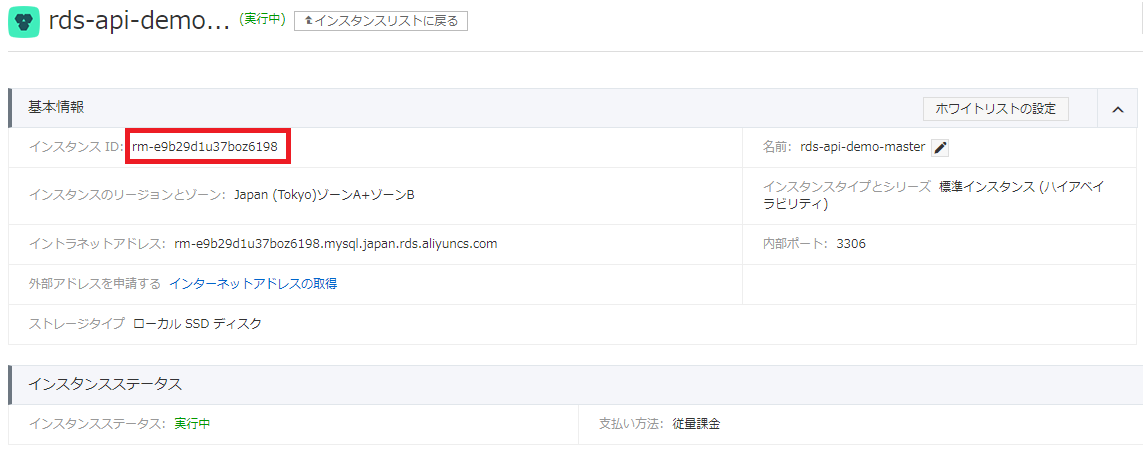 rds-api-demo... (実行中) インスタンスリストに戻る
基本情報 ホワイトリストの設定
インスタンス ID: rm-e9b29d1u37boz6198 名前: rds-api-demo-master
インスタンスのリージョンとゾーン: Japan (Tokyo)ゾーンA+ゾーンB インスタンスタイプとシリーズ 標準インスタンス (ハイアベイ
ラビリティ)
イントラネットアドレス: rm-e9b29d1u37boz6198.mysql.japan.rds.aliyuncs.com 内部ポート: 3306
外部アドレスを申請する インターネットアドレスの取得
ストレージタイプ ローカル SSD ディスク
インスタンスステータス
インスタンスステータス: 実行中 支払い方法: 従量課金